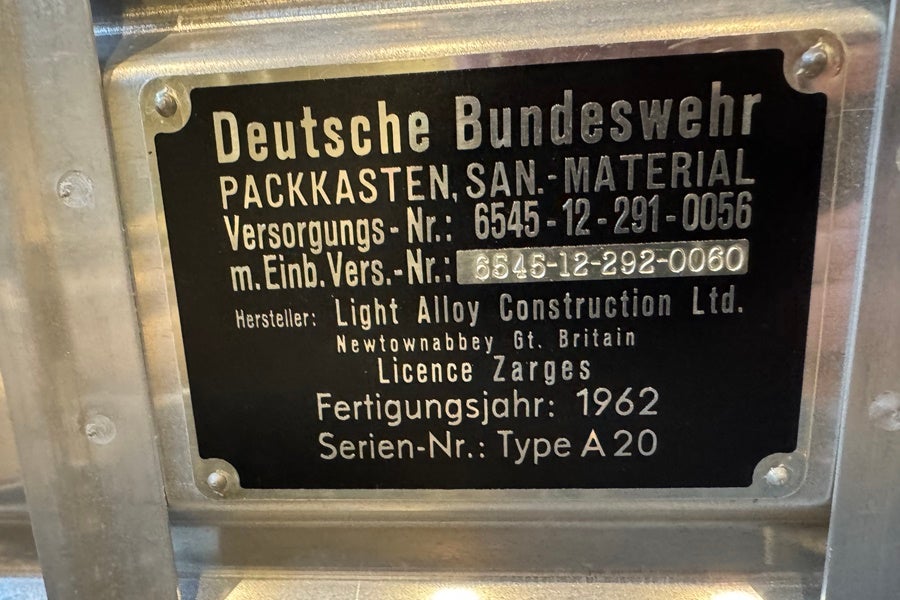 Deutsche Bundeswehr
PACKKASTEN, SAN.-MATERIAL
Versorgungs-Nr.: 6545-12-291-0056
m. Einb. Vers.-Nr.: 6545-12-292-0060
Hersteller: Light Alloy Construction Ltd.
Newtownabbey Gt. Britain
Licence Zarges
Fertigungsjahr: 1962
Serien-Nr.: Type A 20